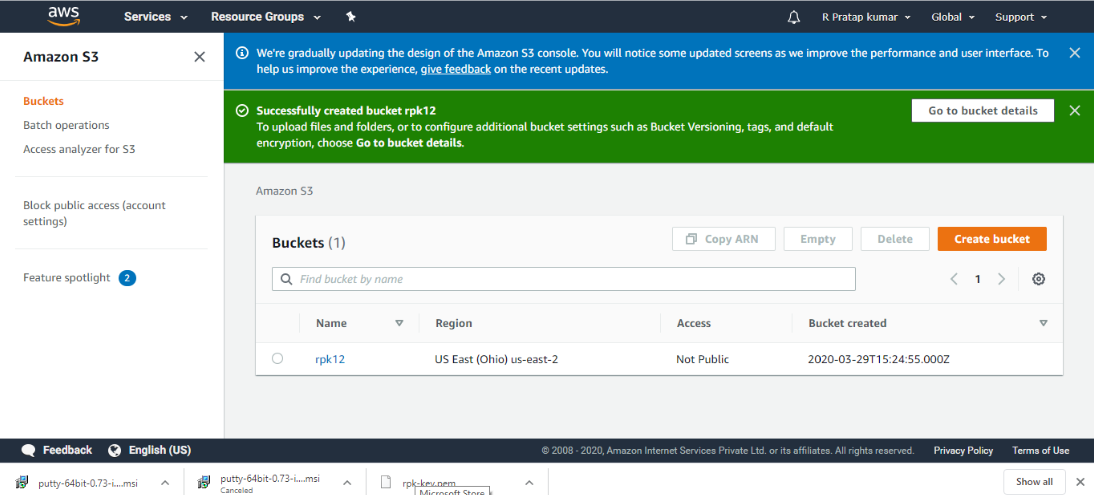 aws
Services
Resource Groups
R Pratap kumar
Global
Support
Amazon S3
Buckets
Batch operations
Access analyzer for S3
Block public access (account
settings)
Feature spotlight
2
We're gradually updating the design of the Amazon S3 console. You will notice some updated screens as we improve the performance and user interface. To
help us improve the experience, give feedback on the recent updates.
Successfully created bucket rpk12
To upload files and folders, or to configure additional bucket settings such as Bucket Versioning, tags, and default
encryption, choose Go to bucket details.
Go to bucket details
Amazon S3
Buckets (1)
Copy ARN
Empty
Delete
Create bucket
Find bucket by name
1
Name
Region
Access
Bucket created
rpk12
US East (Ohio) us-east-2
Not Public
2020-03-29T15:24:55.000Z
Feedback
English (US)
© 2008 - 2020, Amazon Internet Services Private Ltd. or its affiliates. All rights reserved.
Privacy Policy
Terms of Use
putty-64bit-0.73-i....msi
putty-64bit-0.73-i....msi
Canceled
rpk-key.pem
Microsoft Store
Show all